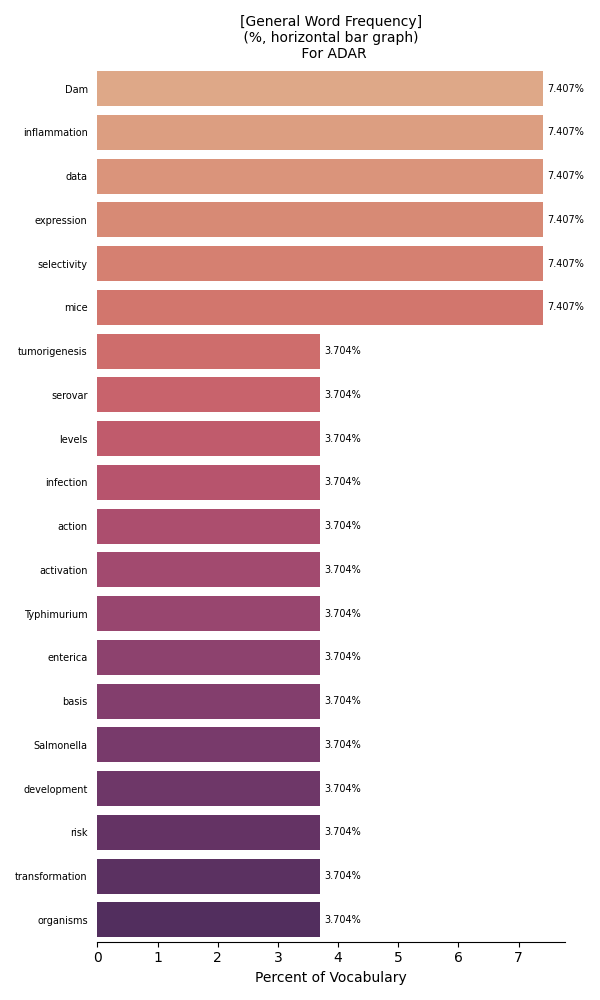 [General Word Frequency]
(%, horizontal bar graph)
For ADAR
Dam 7.407%
inflammation 7.407%
data 7.407%
expression 7.407%
selectivity 7.407%
mice 7.407%
tumorigenesis 3.704%
serovar 3.704%
levels 3.704%
infection 3.704%
action 3.704%
activation 3.704%
Typhimurium 3.704%
enterica 3.704%
basis 3.704%
Salmonella 3.704%
development 3.704%
risk 3.704%
transformation 3.704%
organisms 3.704%
0 1 2 3 4 5 6 7
Percent of Vocabulary